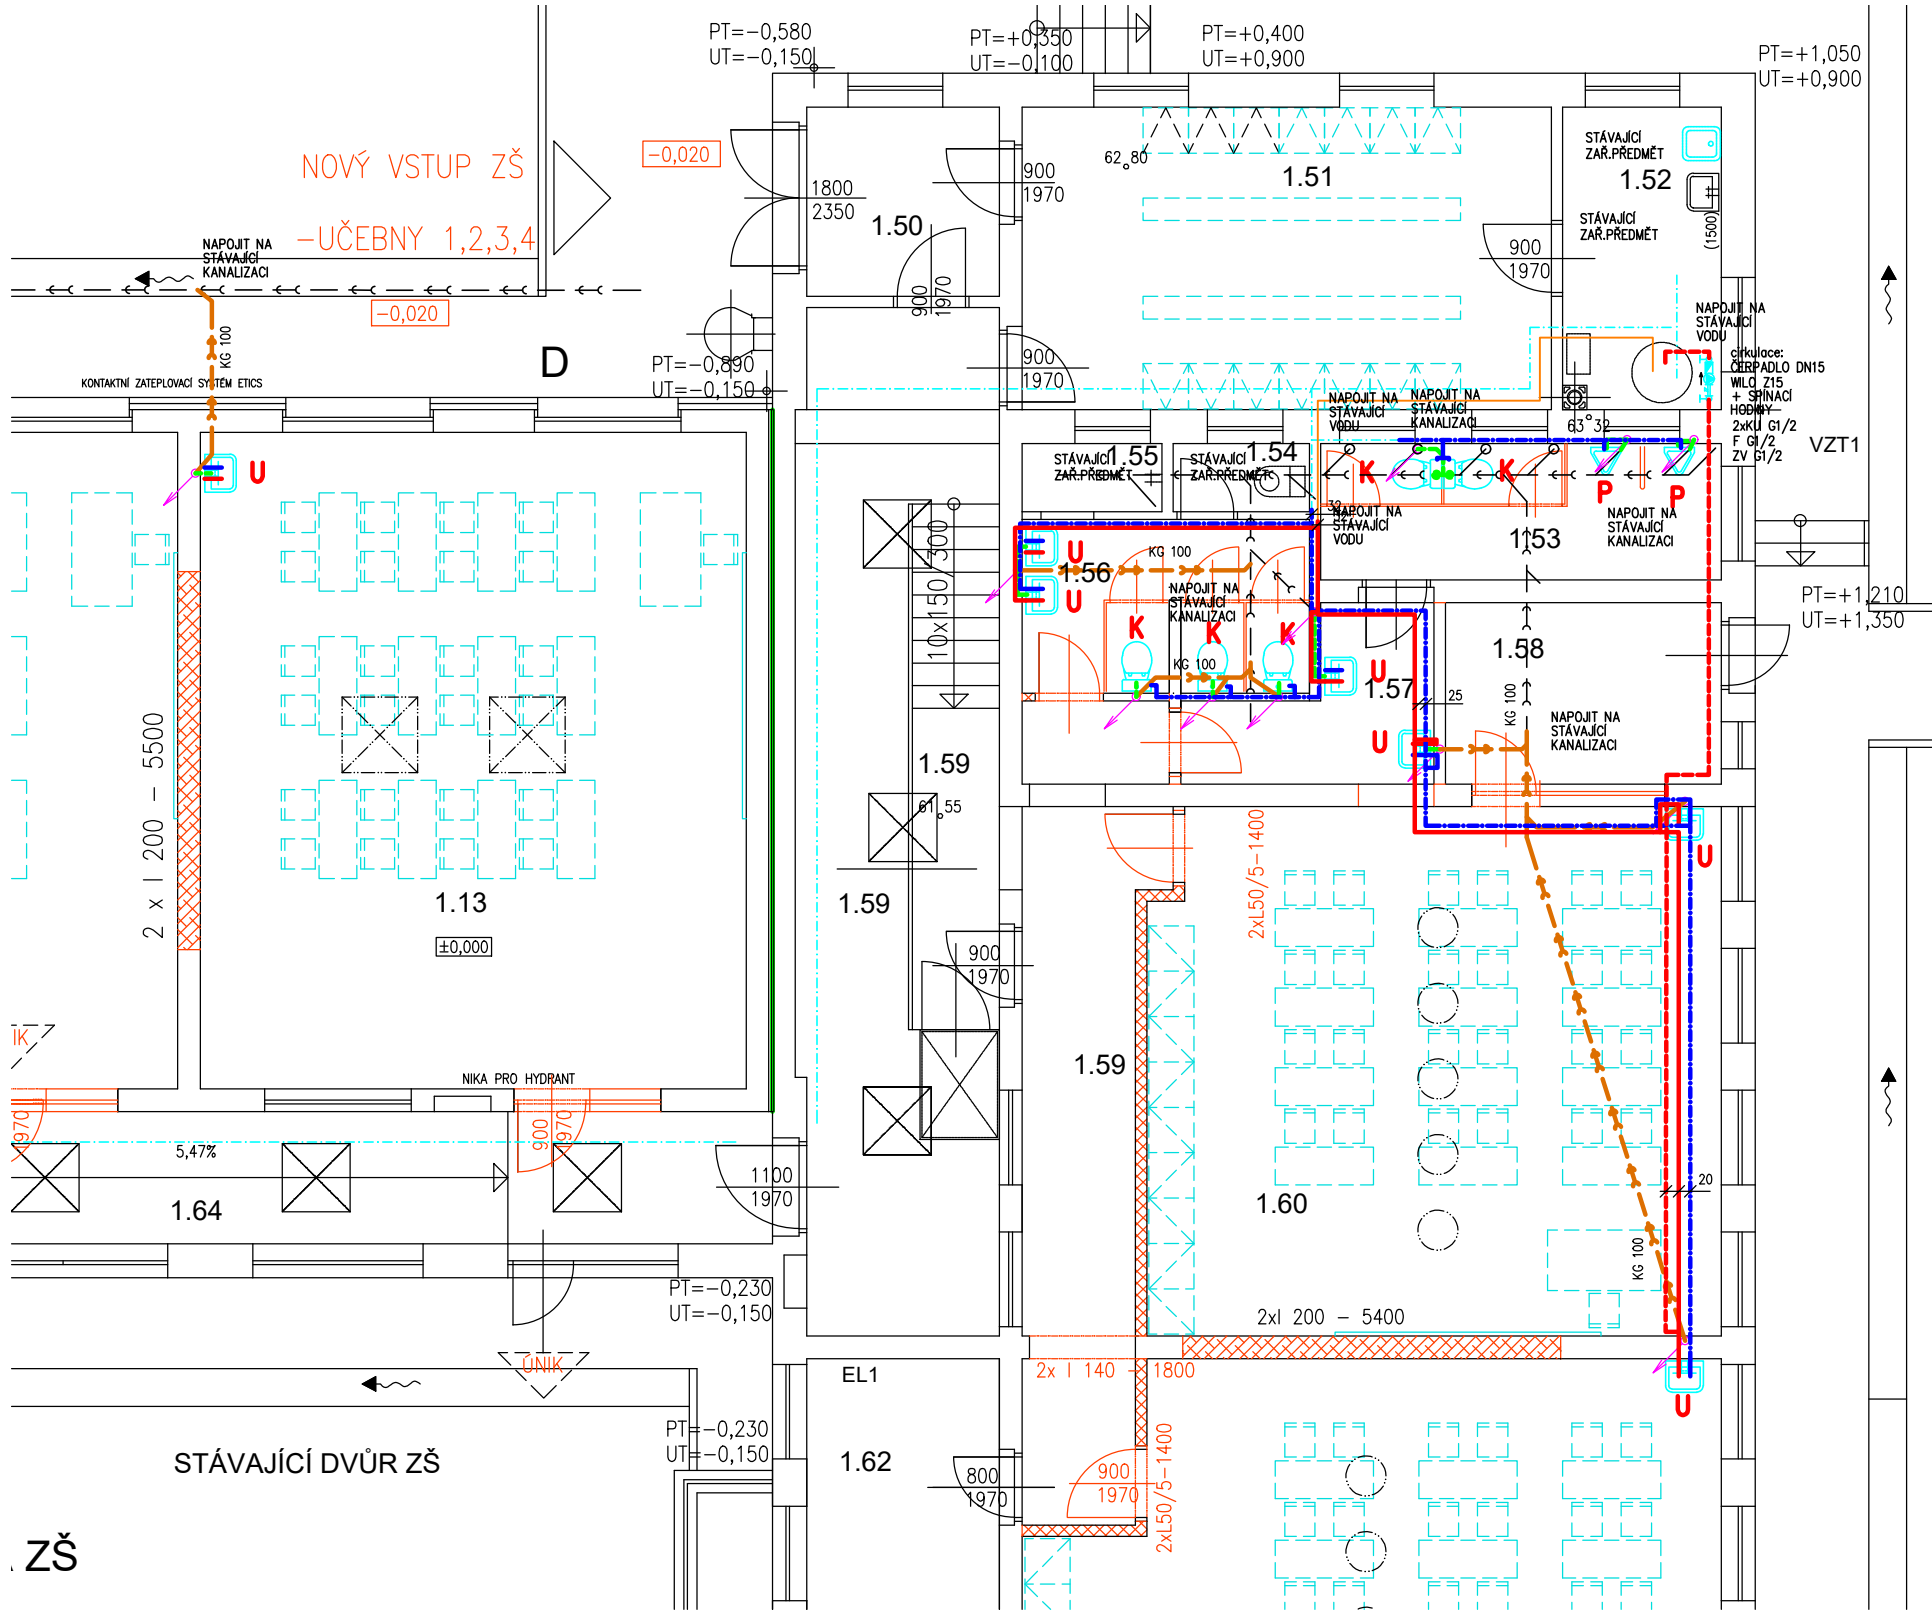 PT=−0,580
UT=−0,150
PT=+0,350
UT=−0,100
PT=+0,400
UT=+0,900
PT=+1,050
UT=+0,900
NOVÝ VSTUP ZŠ
−UČEBNY 1,2,3,4
−0,020
1800
2350
1.50
900
1970
62,80
1.51
STÁVAJÍCÍ
ZAŘ.PŘEDMĚT
1.52
STÁVAJÍCÍ
ZAŘ.PŘEDMĚT
(1500)
900
1970
900
1970
NAPOJIT NA
STÁVAJÍCÍ
KANALIZACI
−0,020
KG 100
D
KONTAKTNÍ ZATEPLOVACÍ SYSTÉM ETICS
PT=−0,890
UT=−0,150
900
1970
NAPOJIT NA
STÁVAJÍCÍ
VODU
cirkulace:
ČERPADLO DN15
WILO Z15
+ SPÍNACÍ
HODINY
2xKU G1/2
F G1/2
ZV G1/2
VZT1
NAPOJIT NA
STÁVAJÍCÍ
VODU
NAPOJIT NA
STÁVAJÍCÍ
KANALIZACI
63,32
STÁVAJÍCÍ
ZAŘ.PŘEDMĚT
1.55
STÁVAJÍCÍ
ZAŘ.PŘEDMĚT
1.54
U
K
K
P
P
32
NAPOJIT NA
STÁVAJÍCÍ
VODU
1.53
NAPOJIT NA
STÁVAJÍCÍ
KANALIZACI
10x150/300
U
1.56
U
KG 100
NAPOJIT NA
STÁVAJÍCÍ
KANALIZACI
K
K
K
KG 100
U
1.57
25
1.58
KG 100
NAPOJIT NA
STÁVAJÍCÍ
KANALIZACI
U
PT=+1,210
UT=+1,350
2 x I 200 − 5500
1.59
61,55
1.59
1.13
±0,000
2xL50/5−1400
U
900
1970
1.59
IK
NIKA PRO HYDRANT
970
900
1970
5,47%
1.64
1100
1970
1.60
20
KG 100
PT=−0,230
UT=−0,150
2xI 200 − 5400
ÚNIK
EL1
2x I 140 − 1800
U
PT=−0,230
UT=−0,150
STÁVAJÍCÍ DVŮR ZŠ
1.62
800
1970
900
1970
2xL50/5−1400
ZŠ